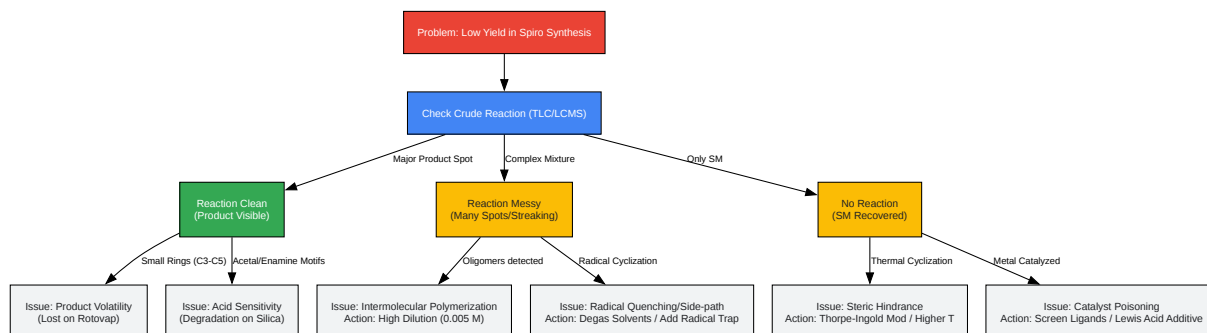 Problem: Low Yield in Spiro Synthesis
Check Crude Reaction (TLC/LCMS)
Major Product Spot
Complex Mixture
Only SM
Reaction Clean
(Product Visible)
Reaction Messy
(Many Spots/Streaking)
No Reaction
(SM Recovered)
Small Rings (C3-C5)
Acetal/Enamine Motifs
Oligomers detected
Radical Cyclization
Thermal Cyclization
Metal Catalyzed
Issue: Product Volatility
(Lost on Rotovap)
Issue: Acid Sensitivity
(Degradation on Silica)
Issue: Intermolecular Polymerization
Action: High Dilution (0.005 M)
Issue: Radical Quenching/Side-path
Action: Degas Solvents / Add Radical Trap
Issue: Steric Hindrance
Action: Thorpe-Ingold Mod / Higher T
Issue: Catalyst Poisoning
Action: Screen Ligands / Lewis Acid Additive